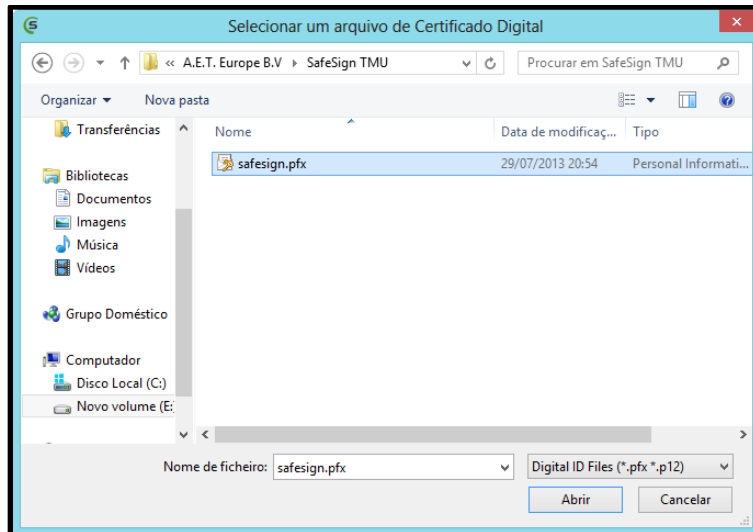 Selecionar um arquivo de Certificado Digital
« A.E.T. Europe B.V SafeSign TMU Procurar em SafeSign TMU
Organizar Nova pasta
Transferências
Bibliotecas
Documentos
Imagens
Música
Vídeos
Grupo Doméstico
Computador
Disco Local (C:)
Novo volume (E:
Nome Data de modificaç... Tipo
safesign.pfx 29/07/2013 20:54 Personal Informati...
Nome de ficheiro: safesign.pfx Digital ID Files (*.pfx *.p12)
Abrir Cancelar